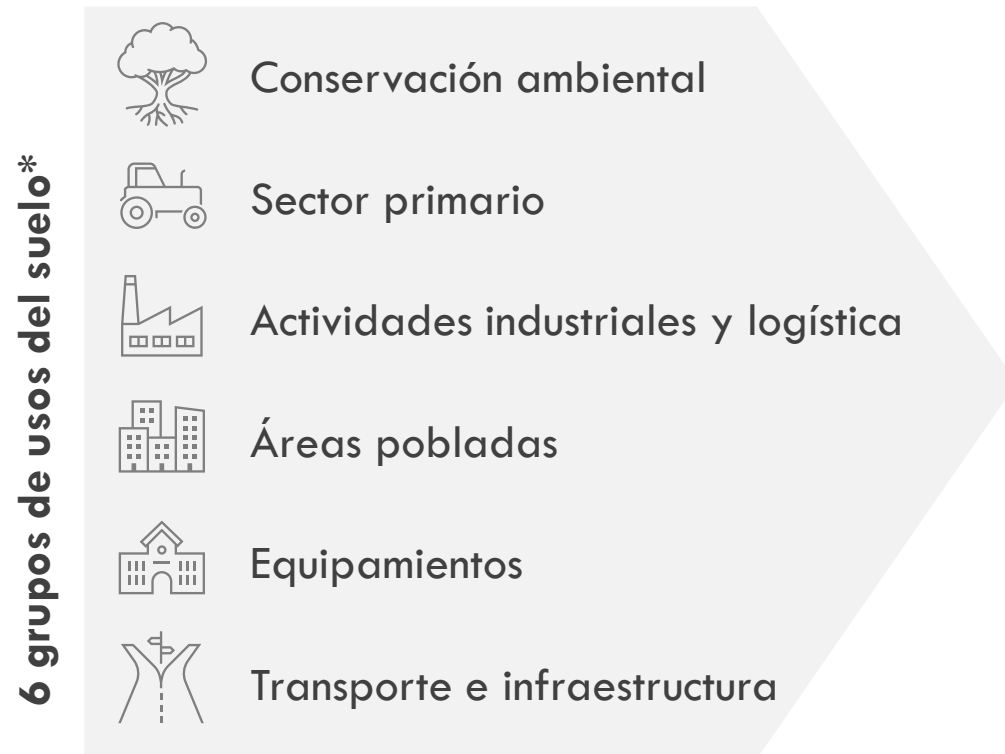 6 grupos de usos del suelo*
Conservación ambiental
Sector primario
Actividades industriales y logística
Áreas pobladas
Equipamientos
Transporte e infraestructura